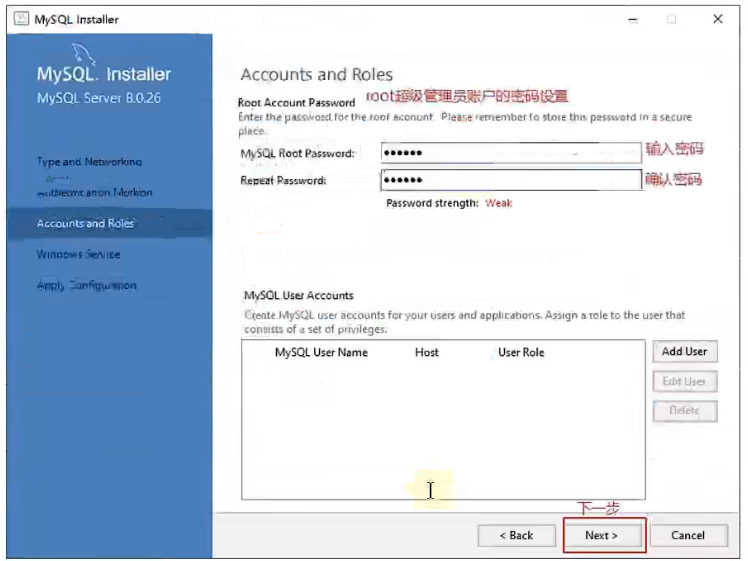 MySQL Installer
MySQL. Installer
MySQL Server 8.0.26
Type and Networking
Accounts and Roles
Windows Service
Apply Configuration
Accounts and Roles
Root Account Password
root超级管理员账户的密码设置
Enter the password for the root account. Please remember to store this password in a secure
place.
MySQL Root Password:
●●●●●●
输入密码
Repeat Password:
●●●●●●
确认密码
Password strength: Weak
MySQL User Accounts
Create MySQL user accounts for your users and applications. Assign a role to the user that
consists of a set of privileges.
MySQL User Name Host User Role
Add User
Edit User
Delete
下一步
< Back
Next >
Cancel